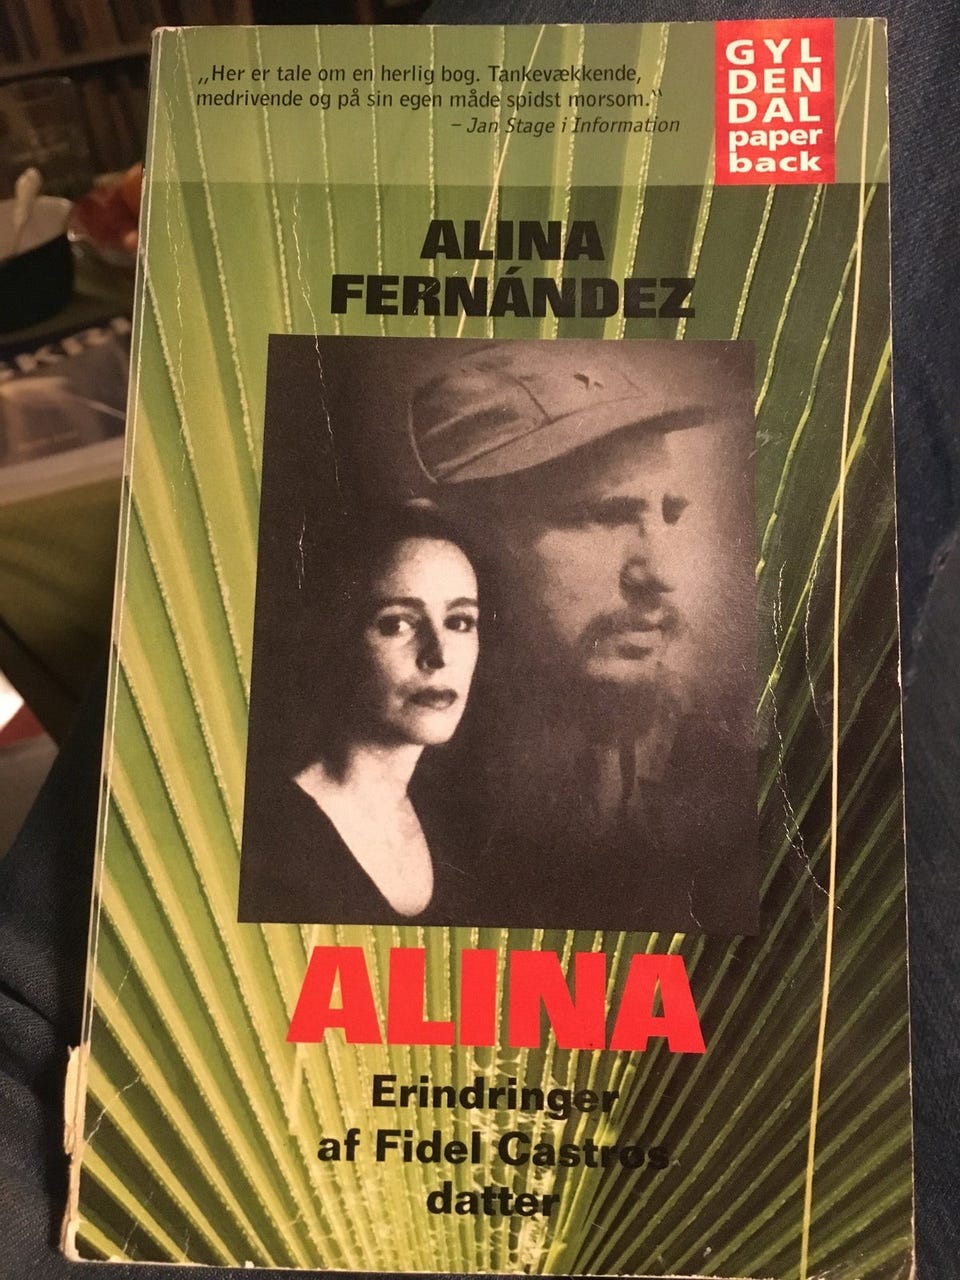 „Her er tale om en herlig bog. Tankevækkende,
medrivende og på sin egen måde spidst morsom.“
– Jan Stage i Information
GYL
DEN
DAL
paper
back
ALINA
FERNÁNDEZ
ALINA
Erindringer
af Fidel Castros
datter